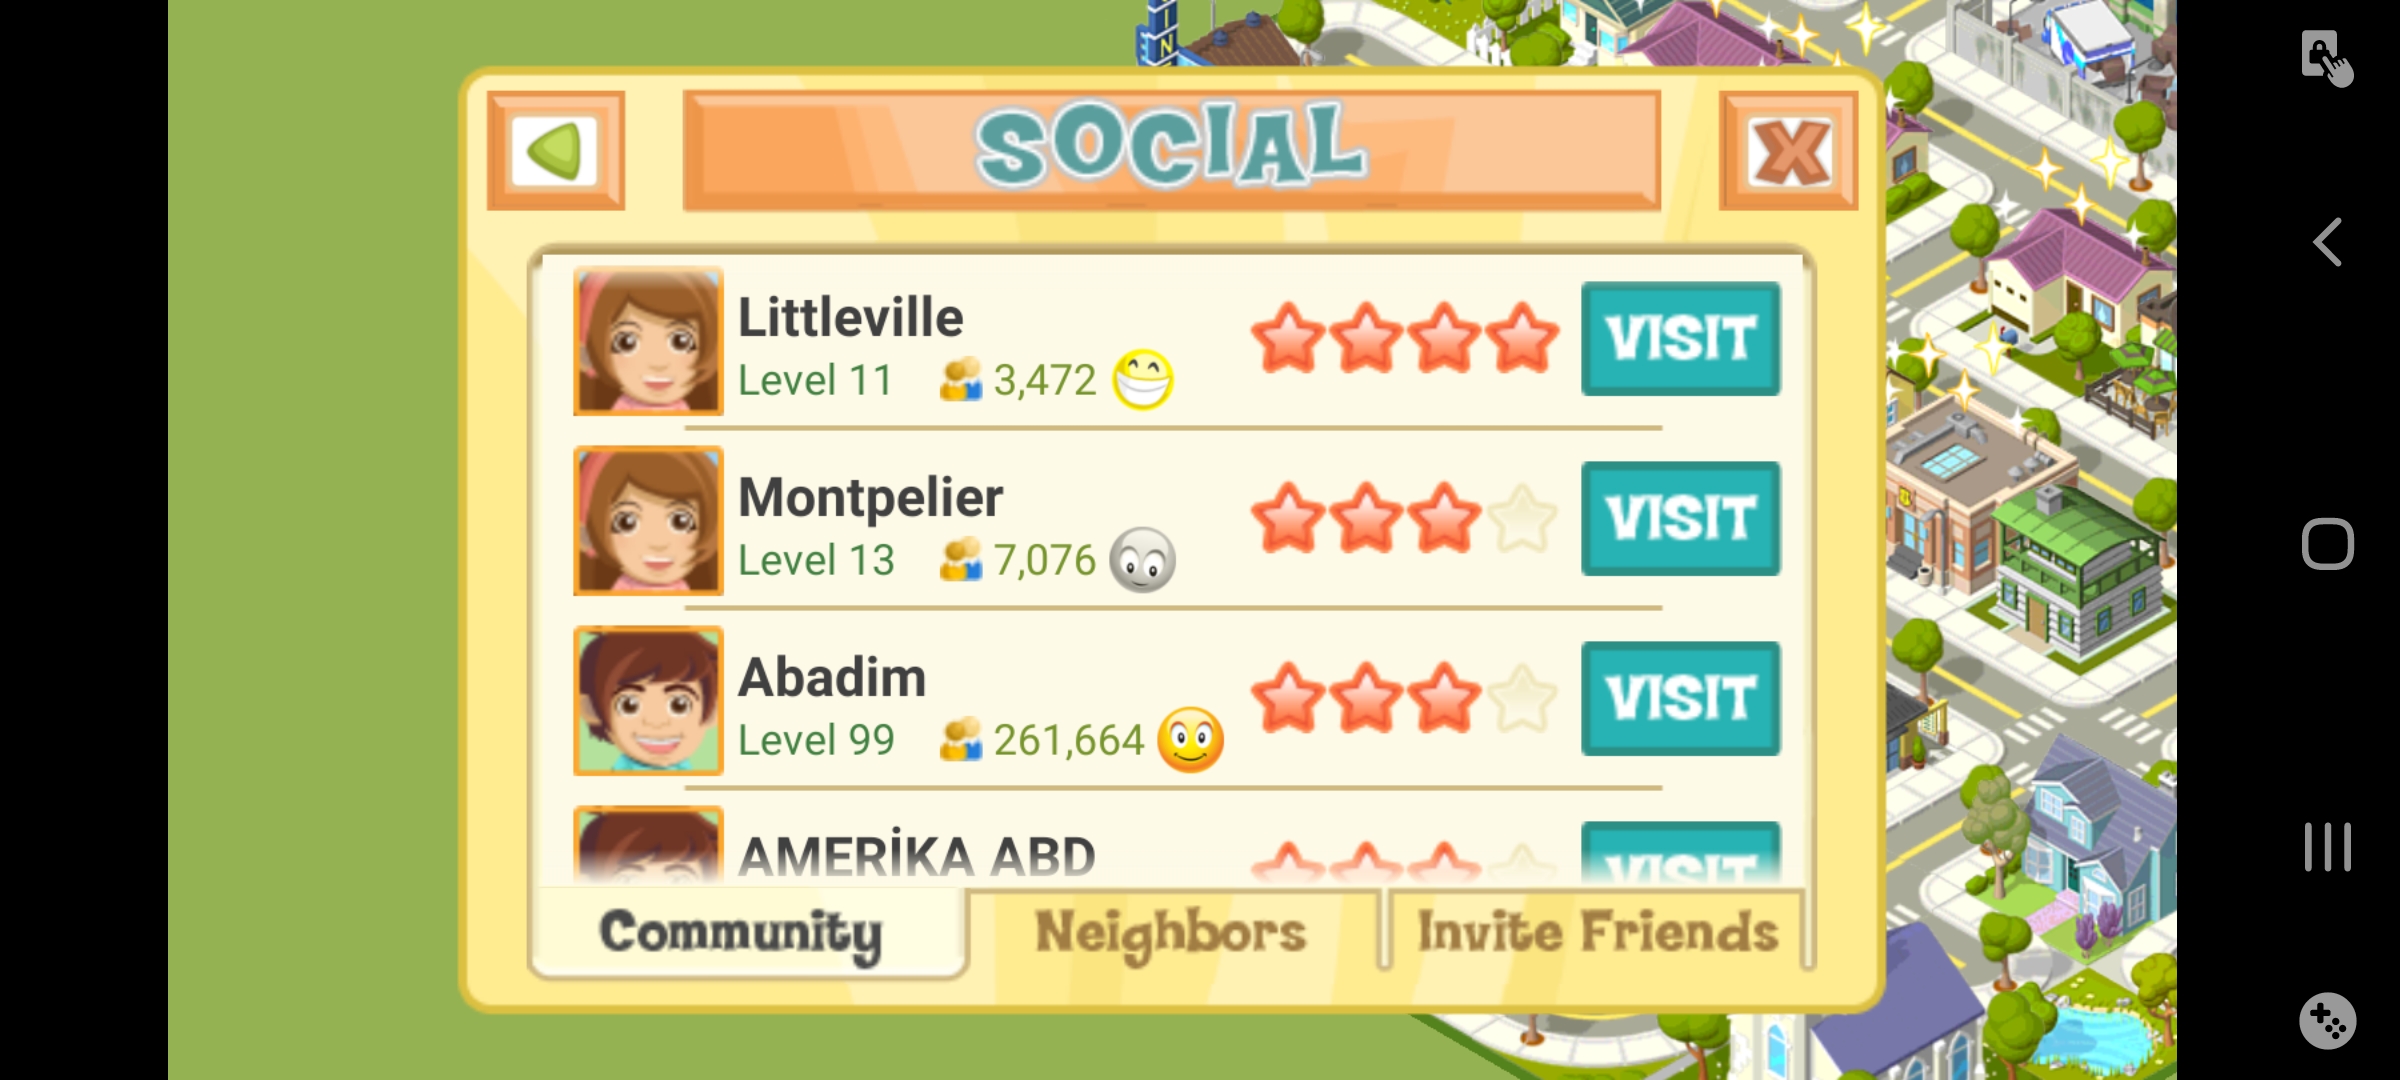 SOCIAL
Littleville
Level 11 3,472
VISIT
Montpelier
Level 13 7,076
VISIT
Abadim
Level 99 261,664
VISIT
AMERİKA ABD
VISIT
Community Neighbors Invite Friends